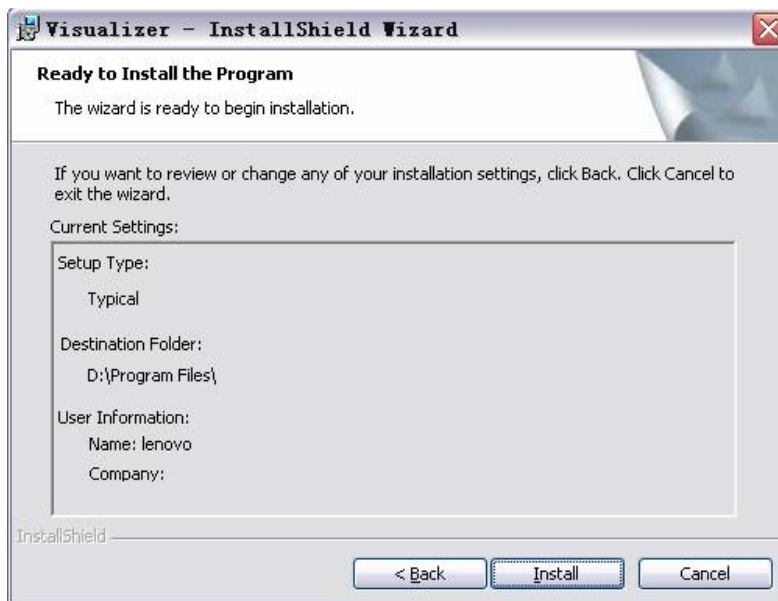 Visualizer - InstallShield Wizard
Ready to Install the Program
The wizard is ready to begin installation.
If you want to review or change any of your installation settings, click Back. Click Cancel to
exit the wizard.
Current Settings:
Setup Type:
Typical
Destination Folder:
D:\Program Files\
User Information:
Name: lenovo
Company:
InstallShield
< Back
Install
Cancel